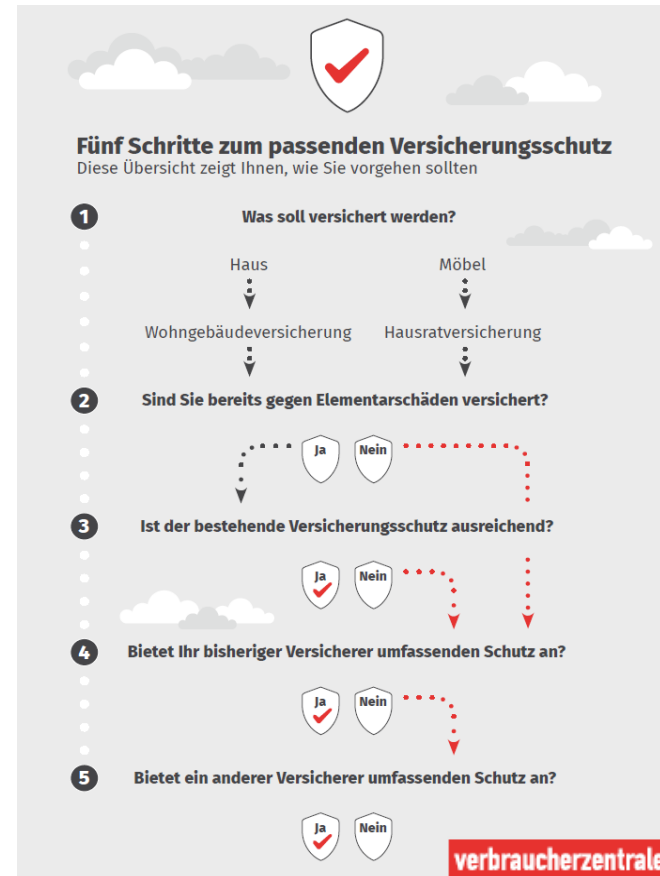 Fünf Schritte zum passenden Versicherungsschutz
Diese Übersicht zeigt Ihnen, wie Sie vorgehen sollten
1 Was soll versichert werden?
Haus Möbel
Wohngebäudeversicherung Hausratversicherung
2 Sind Sie bereits gegen Elementarschäden versichert?
Ja Nein
3 Ist der bestehende Versicherungsschutz ausreichend?
Ja Nein
4 Bietet Ihr bisheriger Versicherer umfassenden Schutz an?
Ja Nein
5 Bietet ein anderer Versicherer umfassenden Schutz an?
Ja Nein
verbraucherzentrale